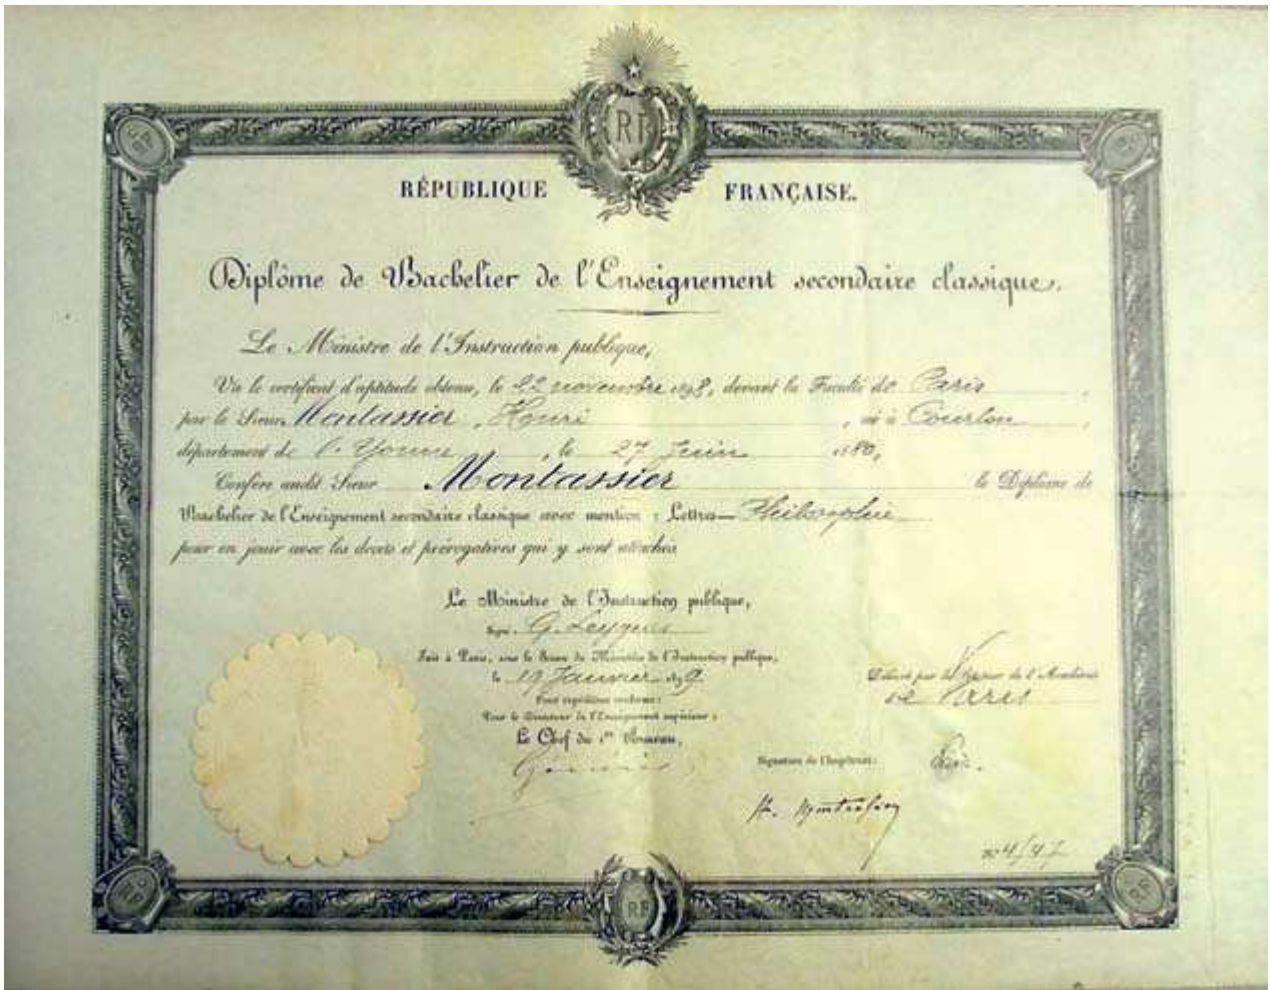 RF
RÉPUBLIQUE FRANÇAISE.
Diplôme de Bachelier de l'Enseignement secondaire classique.
Le Ministre de l'Instruction publique,
Vu le certificat d'aptitude obtenu, le 22 novembre 1898, devant la Faculté de Paris,
par le Sieur Montassier, Henri, né à Courlon,
département de l'Yonne, le 27 Juin 1880,
Confère audit Sieur Montassier le Diplôme de
Bachelier de l'Enseignement secondaire classique avec mention : Lettres-Philosophie
pour en jouir avec les droits et prérogatives qui y sont attachés
Le Ministre de l'Instruction publique,
Signé: G. Leygues
Fait à Paris, sous le Sceau du Ministère de l'Instruction publique,
le 19 Janvier 1899
Pour expédition conforme:
Pour le Directeur de l'Enseignement supérieur;
Le Chef du 1er Bureau,
Délivré par le Recteur de l'Académie
de Paris
Signature de l'Impétrant:
H. Montassier
RF